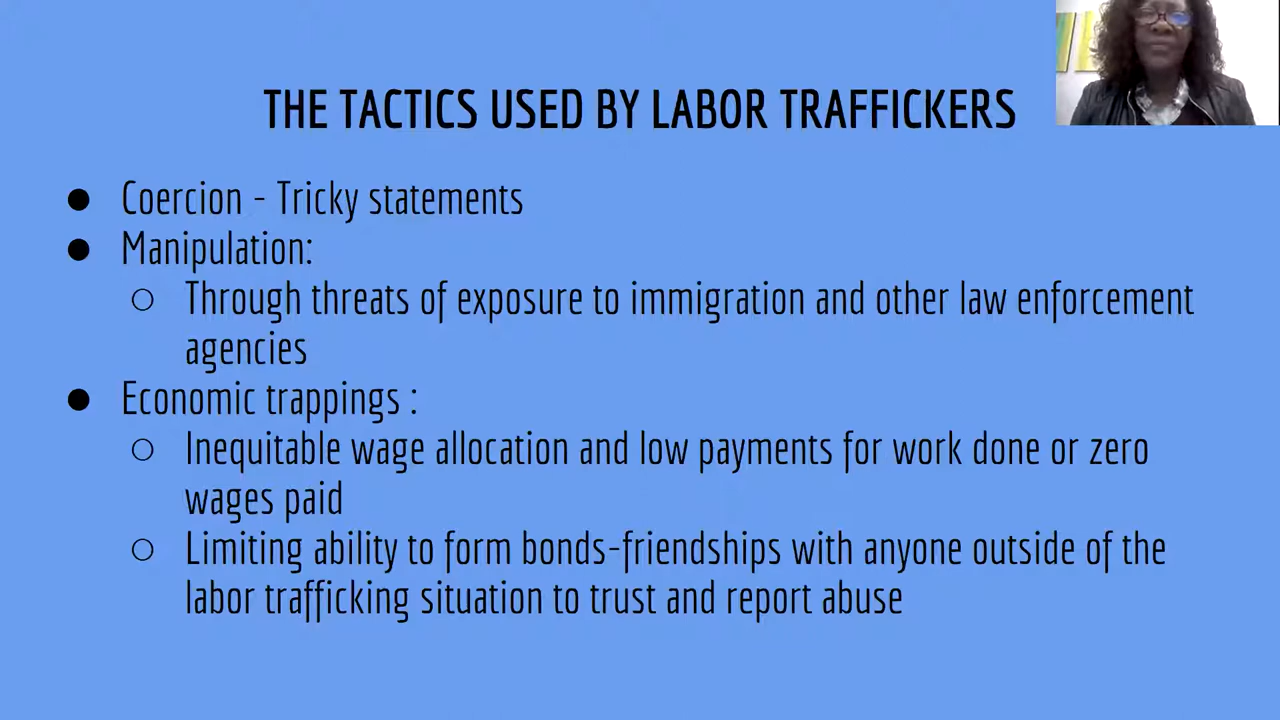 THE TACTICS USED BY LABOR TRAFFICKERS
● Coercion - Tricky statements
● Manipulation:
○ Through threats of exposure to immigration and other law enforcement
agencies
● Economic trappings :
○ Inequitable wage allocation and low payments for work done or zero
wages paid
○ Limiting ability to form bonds-friendships with anyone outside of the
labor trafficking situation to trust and report abuse